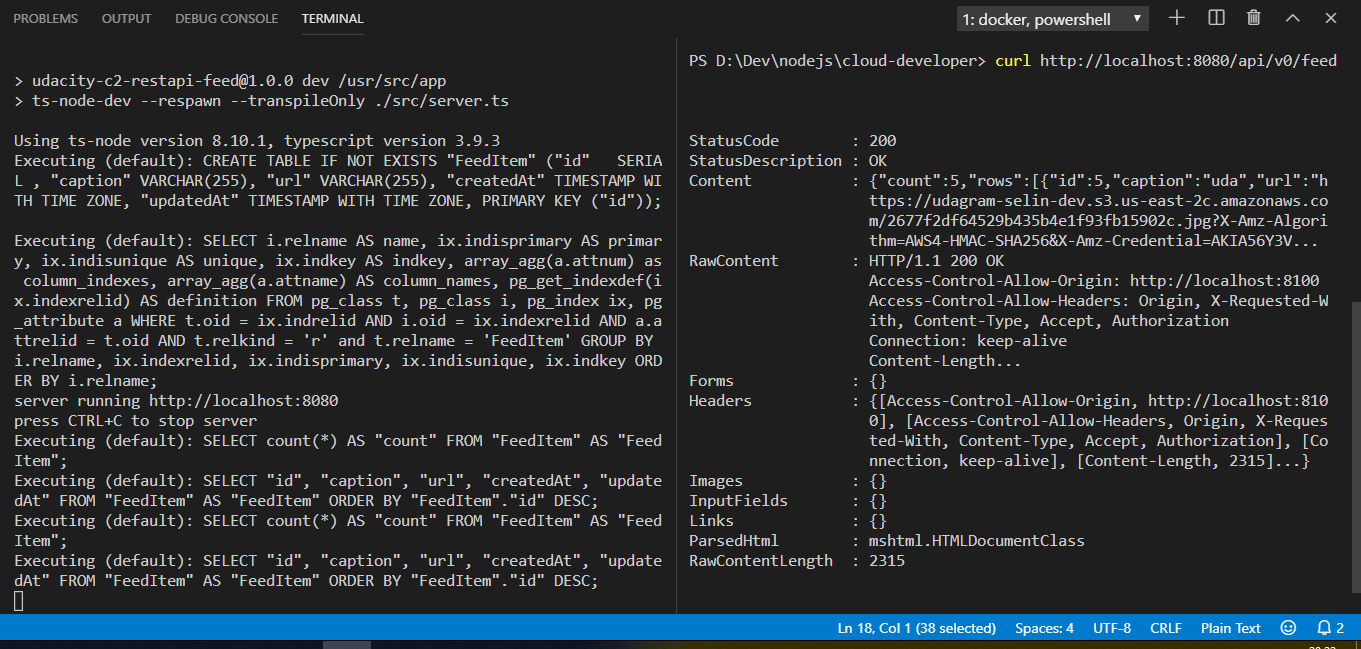 PROBLEMS OUTPUT DEBUG CONSOLE TERMINAL 1: docker, powershell
> udacity-c2-restapi-feed@1.0.0 dev /usr/src/app
> ts-node-dev --respawn --transpileOnly ./src/server.ts
Using ts-node version 8.10.1, typescript version 3.9.3
Executing (default): CREATE TABLE IF NOT EXISTS "FeedItem" ("id"   SERIA
L , "caption" VARCHAR(255), "url" VARCHAR(255), "createdAt" TIMESTAMP WI
TH TIME ZONE, "updatedAt" TIMESTAMP WITH TIME ZONE, PRIMARY KEY ("id"));
Executing (default): SELECT i.relname AS name, ix.indisprimary AS primar
y, ix.indisunique AS unique, ix.indkey AS indkey, array_agg(a.attnum) as
 column_indexes, array_agg(a.attname) AS column_names, pg_get_indexdef(i
x.indexrelid) AS definition FROM pg_class t, pg_class i, pg_index ix, pg
_attribute a WHERE t.oid = ix.indrelid AND i.oid = ix.indexrelid AND a.a
ttrelid = t.oid AND t.relkind = 'r' and t.relname = 'FeedItem' GROUP BY
i.relname, ix.indexrelid, ix.indisprimary, ix.indisunique, ix.indkey ORD
ER BY i.relname;
server running http://localhost:8080
press CTRL+C to stop server
Executing (default): SELECT count(*) AS "count" FROM "FeedItem" AS "Feed
Item";
Executing (default): SELECT "id", "caption", "url", "createdAt", "update
dAt" FROM "FeedItem" AS "FeedItem" ORDER BY "FeedItem"."id" DESC;
Executing (default): SELECT count(*) AS "count" FROM "FeedItem" AS "Feed
Item";
Executing (default): SELECT "id", "caption", "url", "createdAt", "update
dAt" FROM "FeedItem" AS "FeedItem" ORDER BY "FeedItem"."id" DESC;
PS D:\Dev\nodejs\cloud-developer> curl http://localhost:8080/api/v0/feed
StatusCode        : 200
StatusDescription : OK
Content           : {"count":5,"rows":[{"id":5,"caption":"uda","url":"h
ttps://udagram-selin-dev.s3.us-east-2c.amazonaws.co
m/2677f2df64529b435b4e1f93fb15902c.jpg?X-Amz-Algori
thm=AWS4-HMAC-SHA256&X-Amz-Credential=AKIA56Y3V...
RawContent        : HTTP/1.1 200 OK
Access-Control-Allow-Origin: http://localhost:8100
Access-Control-Allow-Headers: Origin, X-Requested-W
ith, Content-Type, Accept, Authorization
Connection: keep-alive
Content-Length...
Forms             : {}
Headers           : {[Access-Control-Allow-Origin, http://localhost:810
0], [Access-Control-Allow-Headers, Origin, X-Reques
ted-With, Content-Type, Accept, Authorization], [Co
nnection, keep-alive], [Content-Length, 2315]...}
Images            : {}
InputFields       : {}
Links             : {}
ParsedHtml        : mshtml.HTMLDocumentClass
RawContentLength  : 2315
Ln 18, Col 1 (38 selected) Spaces: 4 UTF-8 CRLF Plain Text 2